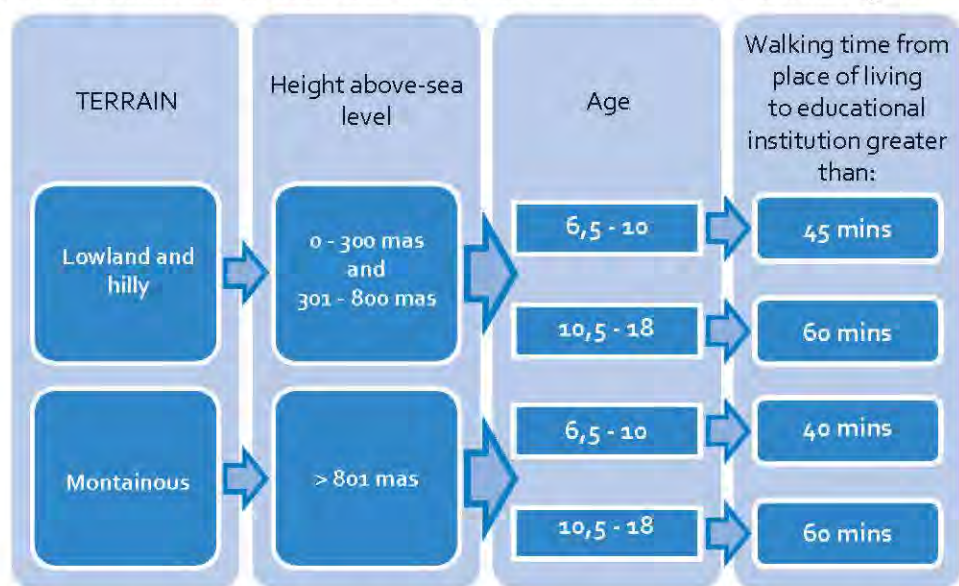 TERRAIN
Height above-sea
level
Age
Walking time from
place of living
to educational
institution greater
than:
Lowland and
hilly
0 - 300 mas
and
301 - 800 mas
6,5 - 10
45 mins
10,5 - 18
60 mins
Montainous
> 801 mas
6,5 - 10
40 mins
10,5 - 18
60 mins